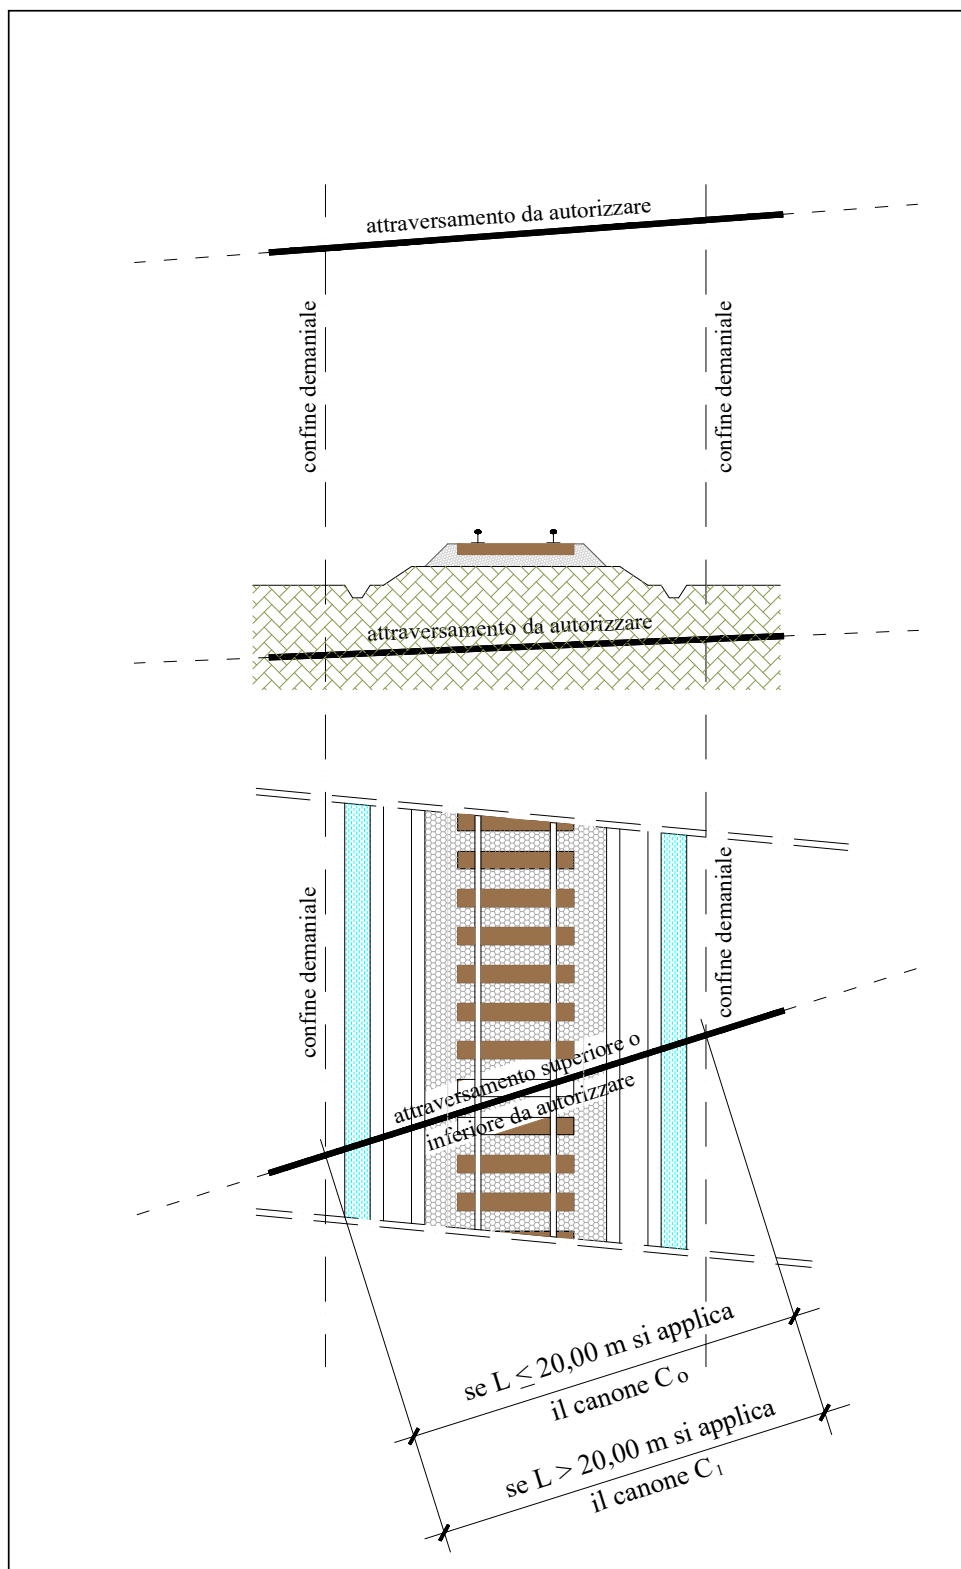 attraversamento da autorizzare
confine demaniale
confine demaniale
attraversamento da autorizzare
confine demaniale
confine demaniale
attraversamento superiore o
inferiore da autorizzare
se L ≤ 20,00 m si applica
il canone C₀
se L > 20,00 m si applica
il canone C₁